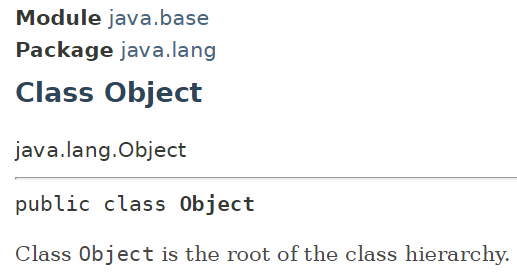 Module java.base
Package java.lang
Class Object
java.lang.Object
public class Object
Class Object is the root of the class hierarchy.